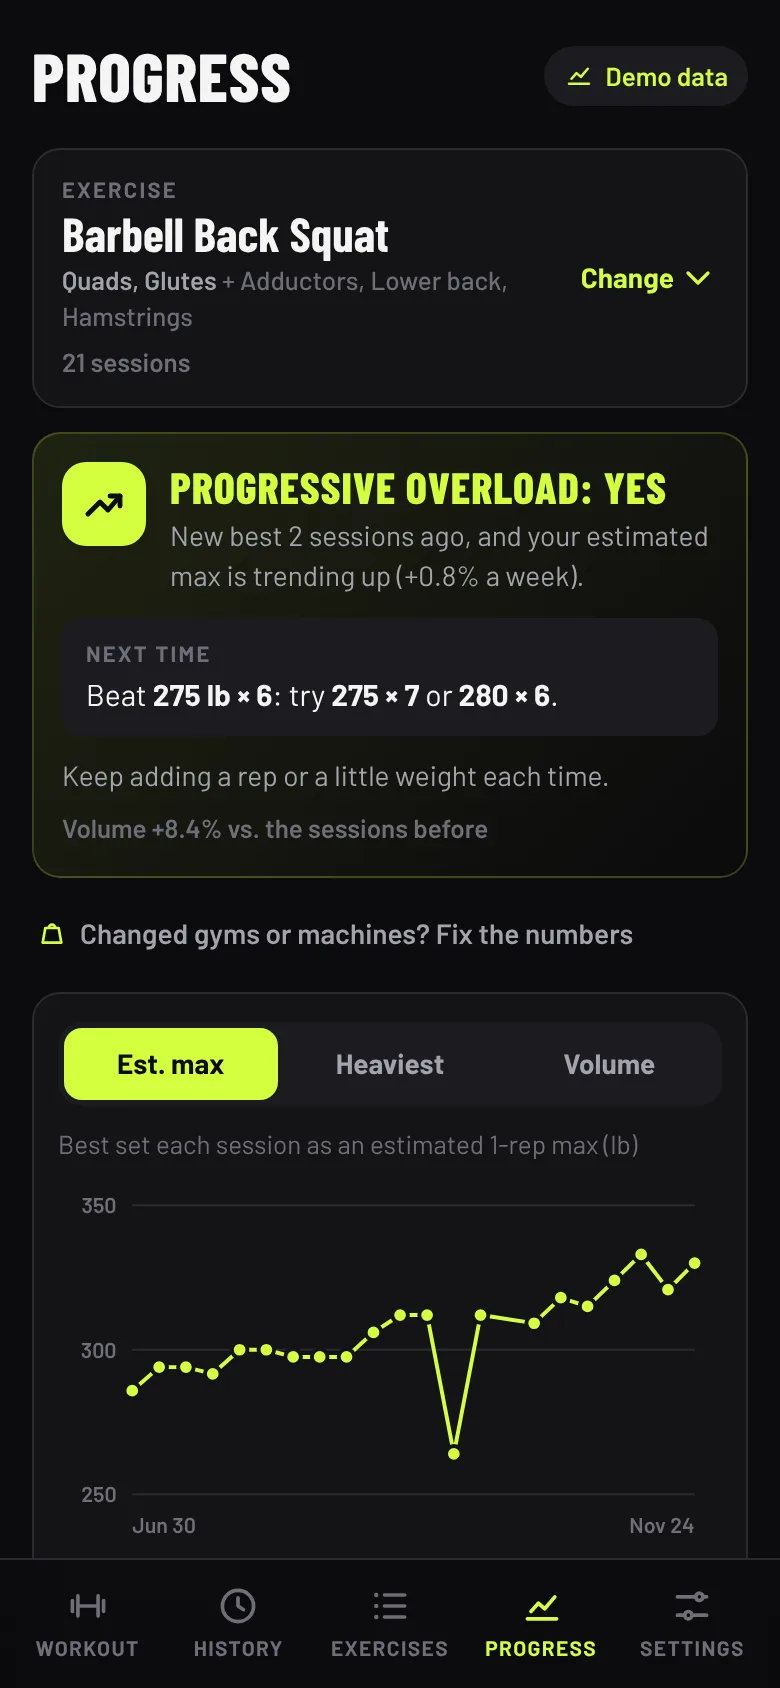 PROGRESS
Demo data
EXERCISE
Barbell Back Squat
Quads, Glutes + Adductors, Lower back,
Hamstrings
21 sessions
Change
PROGRESSIVE OVERLOAD: YES
New best 2 sessions ago, and your estimated
max is trending up (+0.8% a week).
NEXT TIME
Beat 275 lb × 6: try 275 × 7 or 280 × 6.
Keep adding a rep or a little weight each time.
Volume +8.4% vs. the sessions before
Changed gyms or machines? Fix the numbers
Est. max
Heaviest
Volume
Best set each session as an estimated 1-rep max (lb)
350
300
250
Jun 30
Nov 24
WORKOUT
HISTORY
EXERCISES
PROGRESS
SETTINGS